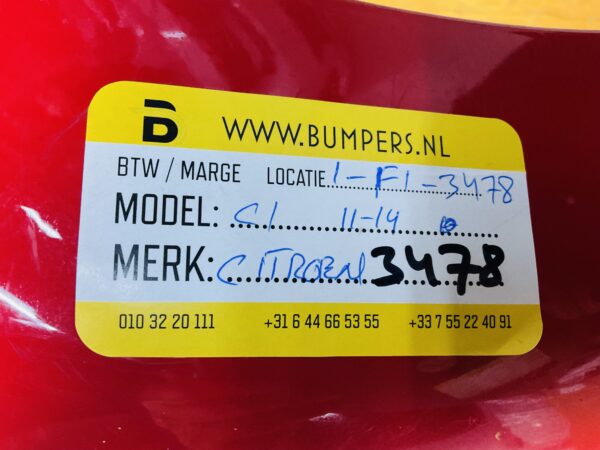 B WWW.BUMPERS.NL
BTW / MARGE LOCATIE 1-F1-3478
MODEL: C1 11-14
MERK: CITROEN 3478
010 32 20 111 +31 6 44 66 53 55 +33 7 55 22 40 91